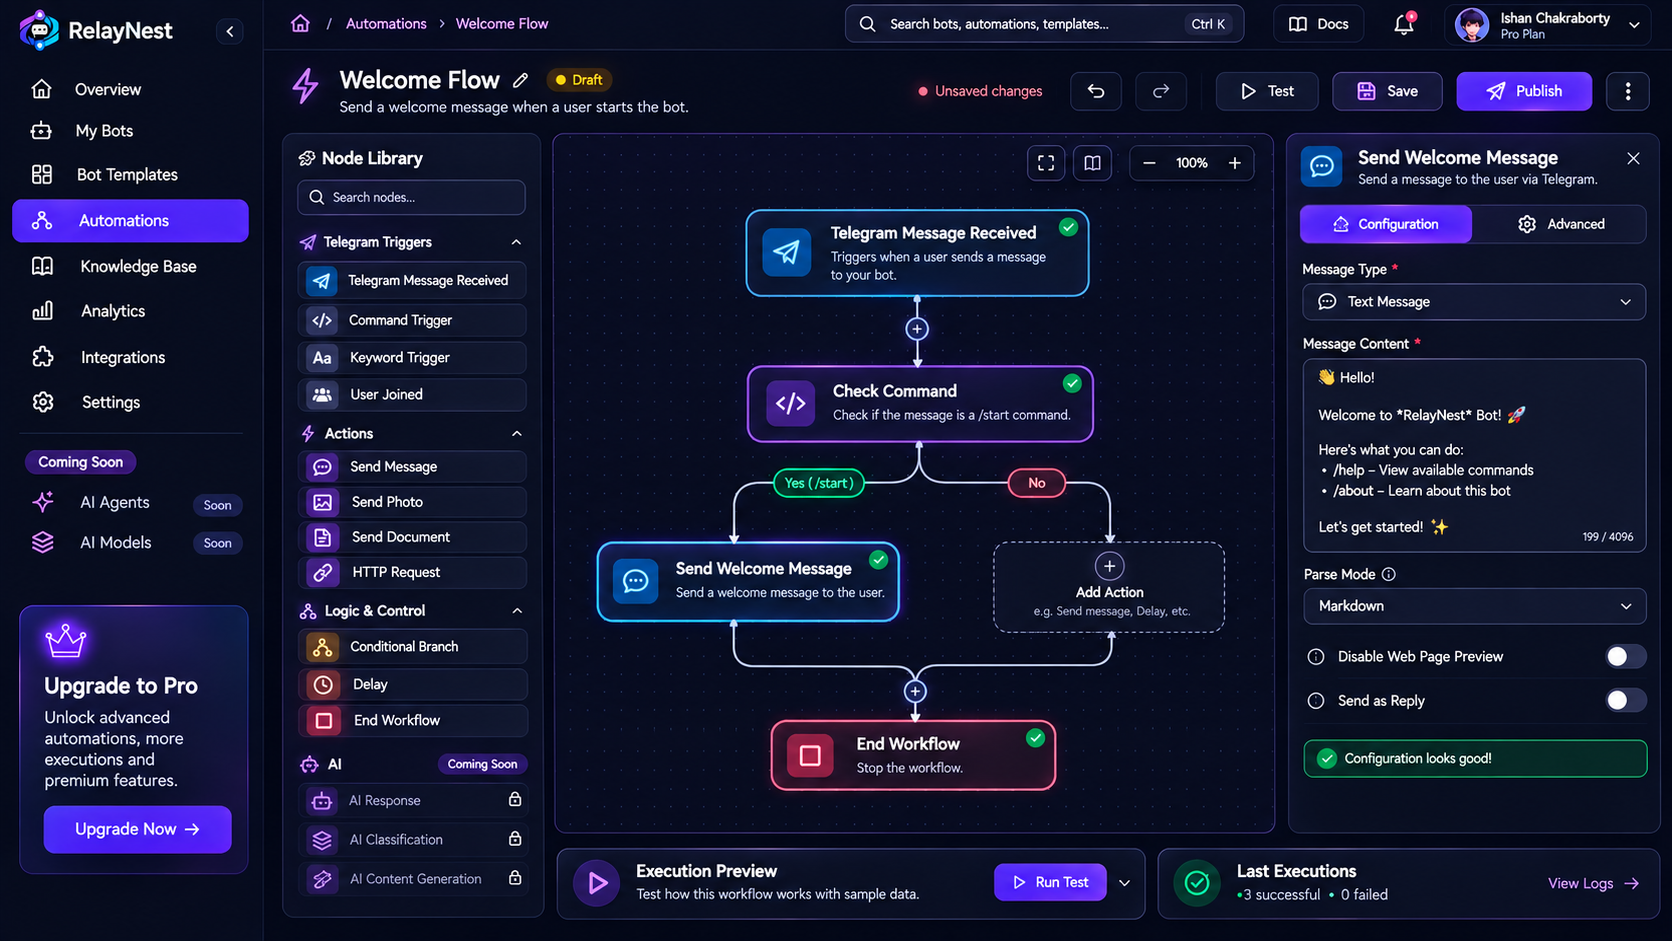 RelayNest
/ Automations > Welcome Flow
Search bots, automations, templates...
Ctrl K
Docs
Ishan Chakraborty
Pro Plan
Overview
My Bots
Bot Templates
Automations
Knowledge Base
Analytics
Integrations
Settings
Coming Soon
AI Agents
Soon
AI Models
Soon
Upgrade to Pro
Unlock advanced
automations, more
executions and
premium features.
Upgrade Now →
Welcome Flow
Draft
Send a welcome message when a user starts the bot.
Unsaved changes
Test
Save
Publish
Node Library
Search nodes...
Telegram Triggers
Telegram Message Received
</> Command Trigger
Aa Keyword Trigger
User Joined
Actions
Send Message
Send Photo
Send Document
HTTP Request
Logic & Control
Conditional Branch
Delay
End Workflow
AI
Coming Soon
AI Response
AI Classification
AI Content Generation
− 100% +
Telegram Message Received
Triggers when a user sends a message
to your bot.
+
</>
Check Command
Check if the message is a /start command.
Yes (/start)
No
Send Welcome Message
Send a welcome message to the user.
+
Add Action
e.g. Send message, Delay, etc.
+
End Workflow
Stop the workflow.
Send Welcome Message
Send a message to the user via Telegram.
Configuration
Advanced
Message Type *
Text Message
Message Content *
👋 Hello!
Welcome to *RelayNest* Bot! 🚀
Here's what you can do:
• /help – View available commands
• /about – Learn about this bot
Let's get started! ✨
199 / 4096
Parse Mode
Markdown
Disable Web Page Preview
Send as Reply
Configuration looks good!
Execution Preview
Test how this workflow works with sample data.
Run Test
Last Executions
•3 successful • 0 failed
View Logs →